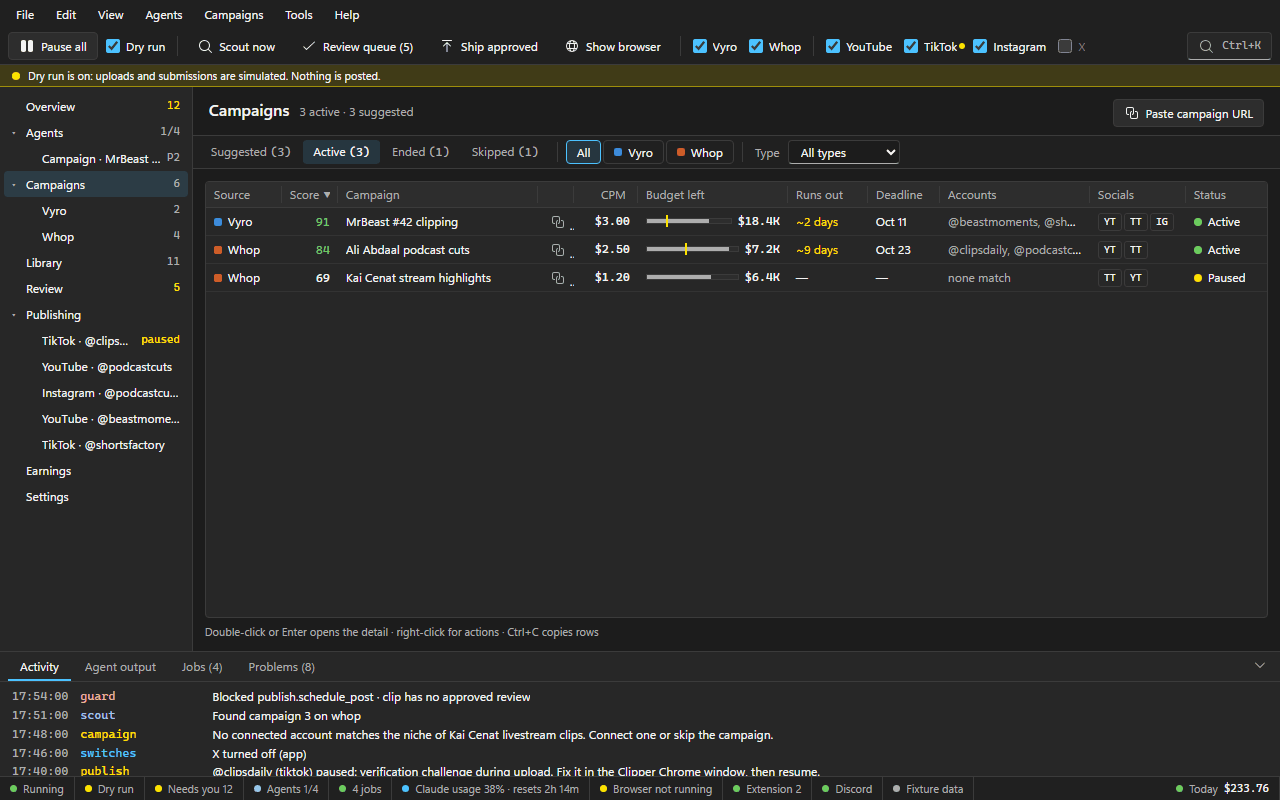 File Edit View Agents Campaigns Tools Help
Pause all Dry run Scout now Review queue (5) Ship approved Show browser Vyro Whop YouTube TikTok Instagram X Ctrl+K
Dry run is on: uploads and submissions are simulated. Nothing is posted.
Overview 12
Agents 1/4
Campaign · MrBeast ... P2
Campaigns 6
Vyro 2
Whop 4
Library 11
Review 5
Publishing
TikTok · @clips... paused
YouTube · @podcastcuts
Instagram · @podcastcu...
YouTube · @beastmome...
TikTok · @shortsfactory
Earnings
Settings
Campaigns 3 active · 3 suggested Paste campaign URL
Suggested (3) Active (3) Ended (1) Skipped (1) All Vyro Whop Type All types
Source Score ▼ Campaign CPM Budget left Runs out Deadline Accounts Socials Status
Vyro 91 MrBeast #42 clipping ... $3.00 $18.4K ~2 days Oct 11 @beastmoments, @sh... YT TT IG Active
Whop 84 Ali Abdaal podcast cuts ... $2.50 $7.2K ~9 days Oct 23 @clipsdaily, @podcastc... YT TT Active
Whop 69 Kai Cenat stream highlights ... $1.20 $6.4K — — none match TT YT Paused
Double-click or Enter opens the detail · right-click for actions · Ctrl+C copies rows
Activity Agent output Jobs (4) Problems (8)
17:54:00 guard Blocked publish.schedule_post · clip has no approved review
17:51:00 scout Found campaign 3 on whop
17:48:00 campaign No connected account matches the niche of Kai Cenat livestream clips. Connect one or skip the campaign.
17:46:00 switches X turned off (app)
17:40:00 publish @clipsdaily (tiktok) paused: verification challenge during upload. Fix it in the Clipper Chrome window, then resume.
Running Dry run Needs you 12 Agents 1/4 4 jobs Claude usage 38% · resets 2h 14m Browser not running Extension 2 Discord Fixture data Today $233.76